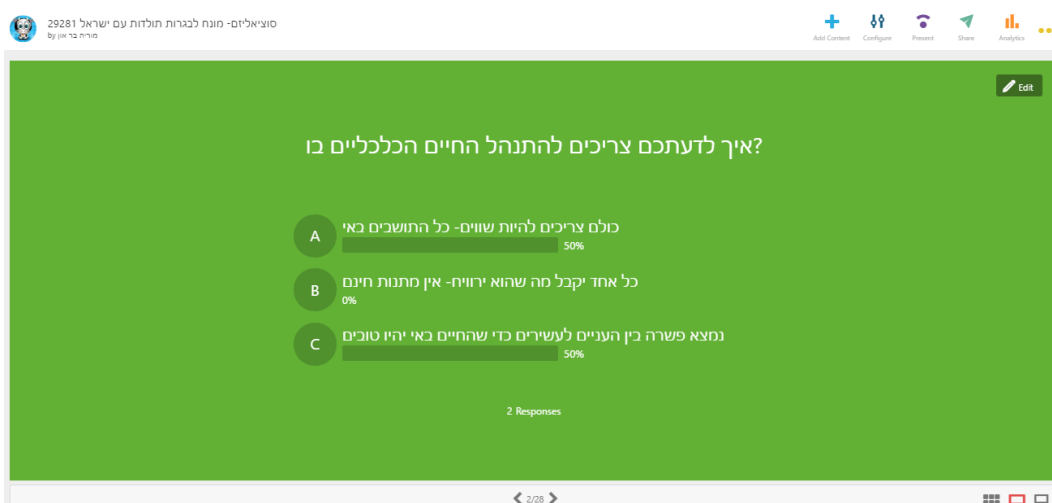 סוציאליזם- מונח לבגרות תולדות עם ישראל 29281
by מוריה בר און
Add Content
Configure
Present
Share
Analytics
Edit
איך לדעתכם צריכים להתנהל החיים הכלכליים בו?
A
כולם צריכים להיות שווים- כל התושבים באי
50%
B
כל אחד יקבל מה שהוא ירוויח- אין מתנות חינם
0%
C
נמצא פשרה בין העניים לעשירים כדי שהחיים באי יהיו טובים
50%
2 Responses
2/28